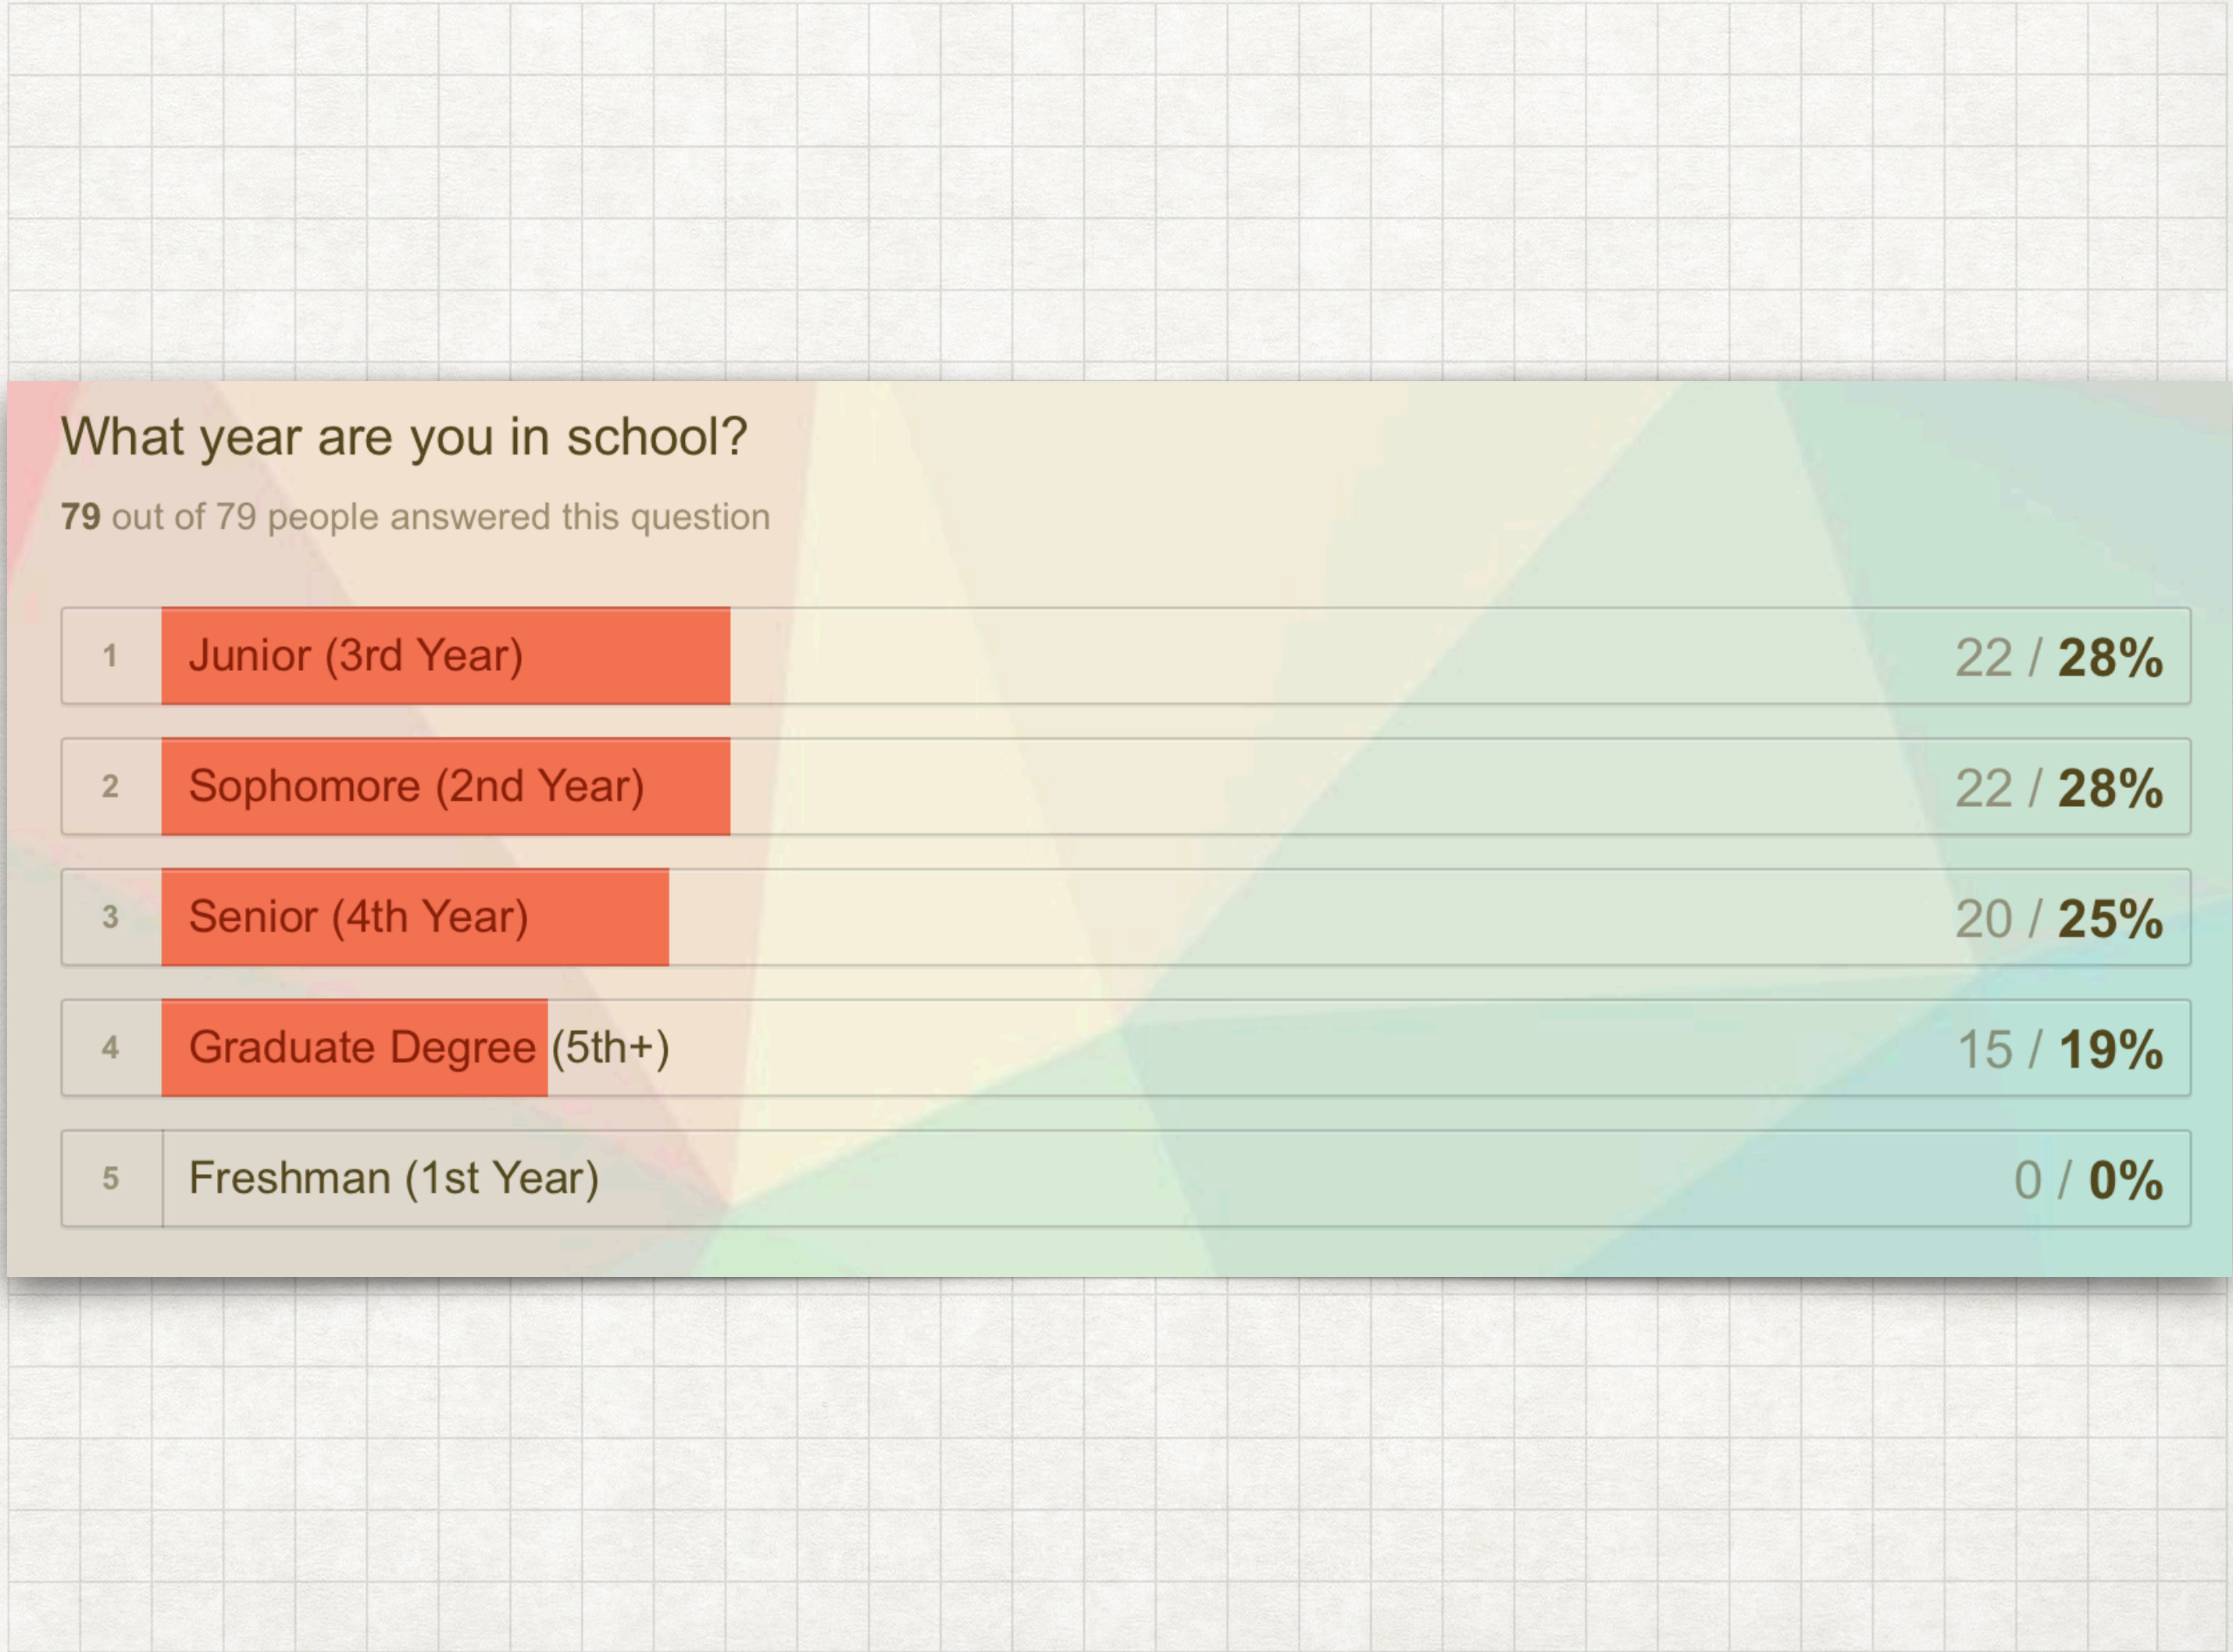 What year are you in school?
79 out of 79 people answered this question
1 Junior (3rd Year) 22 / 28%
2 Sophomore (2nd Year) 22 / 28%
3 Senior (4th Year) 20 / 25%
4 Graduate Degree (5th+) 15 / 19%
5 Freshman (1st Year) 0 / 0%